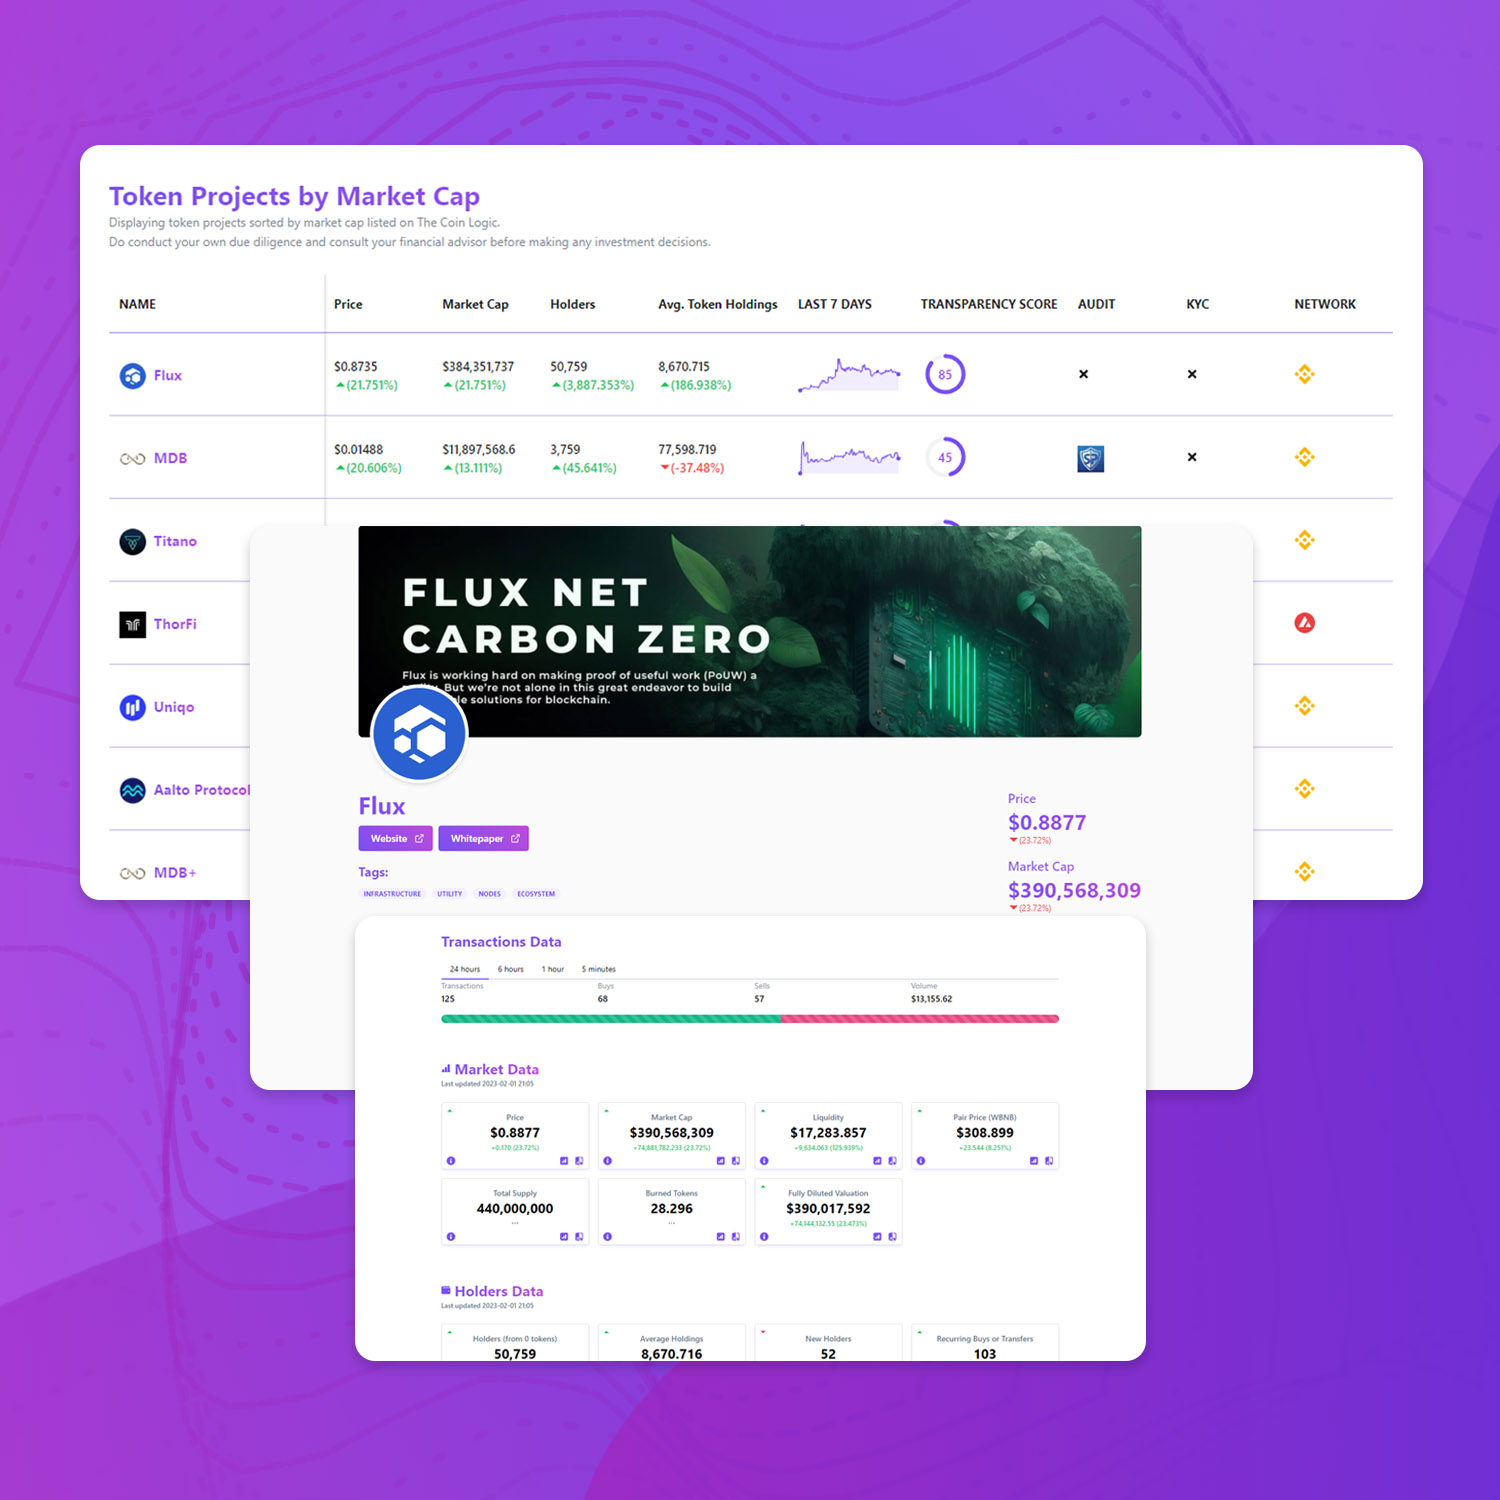 Token Projects by Market Cap
Displaying token projects sorted by market cap listed on The Coin Logic.
Do conduct your own due diligence and consult your financial advisor before making any investment decisions.
NAME Price Market Cap Holders Avg. Token Holdings LAST 7 DAYS TRANSPARENCY SCORE AUDIT KYC NETWORK
Flux $0.8735 $384,351,737 50,759 8,670.715 85
(21.751%) (21.751%) (3,887.353%) (186.938%)
MDB $0.01488 $11,897,568.6 3,759 77,598.719 45
(20.606%) (13.111%) (45.641%) (-37.48%)
Titano
ThorFi
Uniqo
Aalto Protocol
MDB+
FLUX NET
CARBON ZERO
Flux is working hard on making proof of useful work (PoUW) a
But we're not alone in this great endeavor to build
solutions for blockchain.
Flux
Website Whitepaper
Tags:
INFRASTRUCTURE UTILITY NODES ECOSYSTEM
Price
$0.8877
(23.72%)
Market Cap
$390,568,309
(23.72%)
Transactions Data
24 hours 6 hours 1 hour 5 minutes
Transactions Buys Sells Volume
125 68 57 $13,155.62
Market Data
Last updated 2023-02-01 21:05
Price Market Cap Liquidity Pair Price (WBNB)
$0.8877 $390,568,309 $17,283.857 $308.899
+0.170 (23.72%) +74,881,782.233 (23.72%) +9,634.063 (125.939%) +23.544 (8.251%)
Total Supply Burned Tokens Fully Diluted Valuation
440,000,000 28.296 $390,017,592
... ... +74,144,132.55 (23.473%)
Holders Data
Last updated 2023-02-01 21:05
Holders (from 0 tokens) Average Holdings New Holders Recurring Buys or Transfers
50,759 8,670.716 52 103